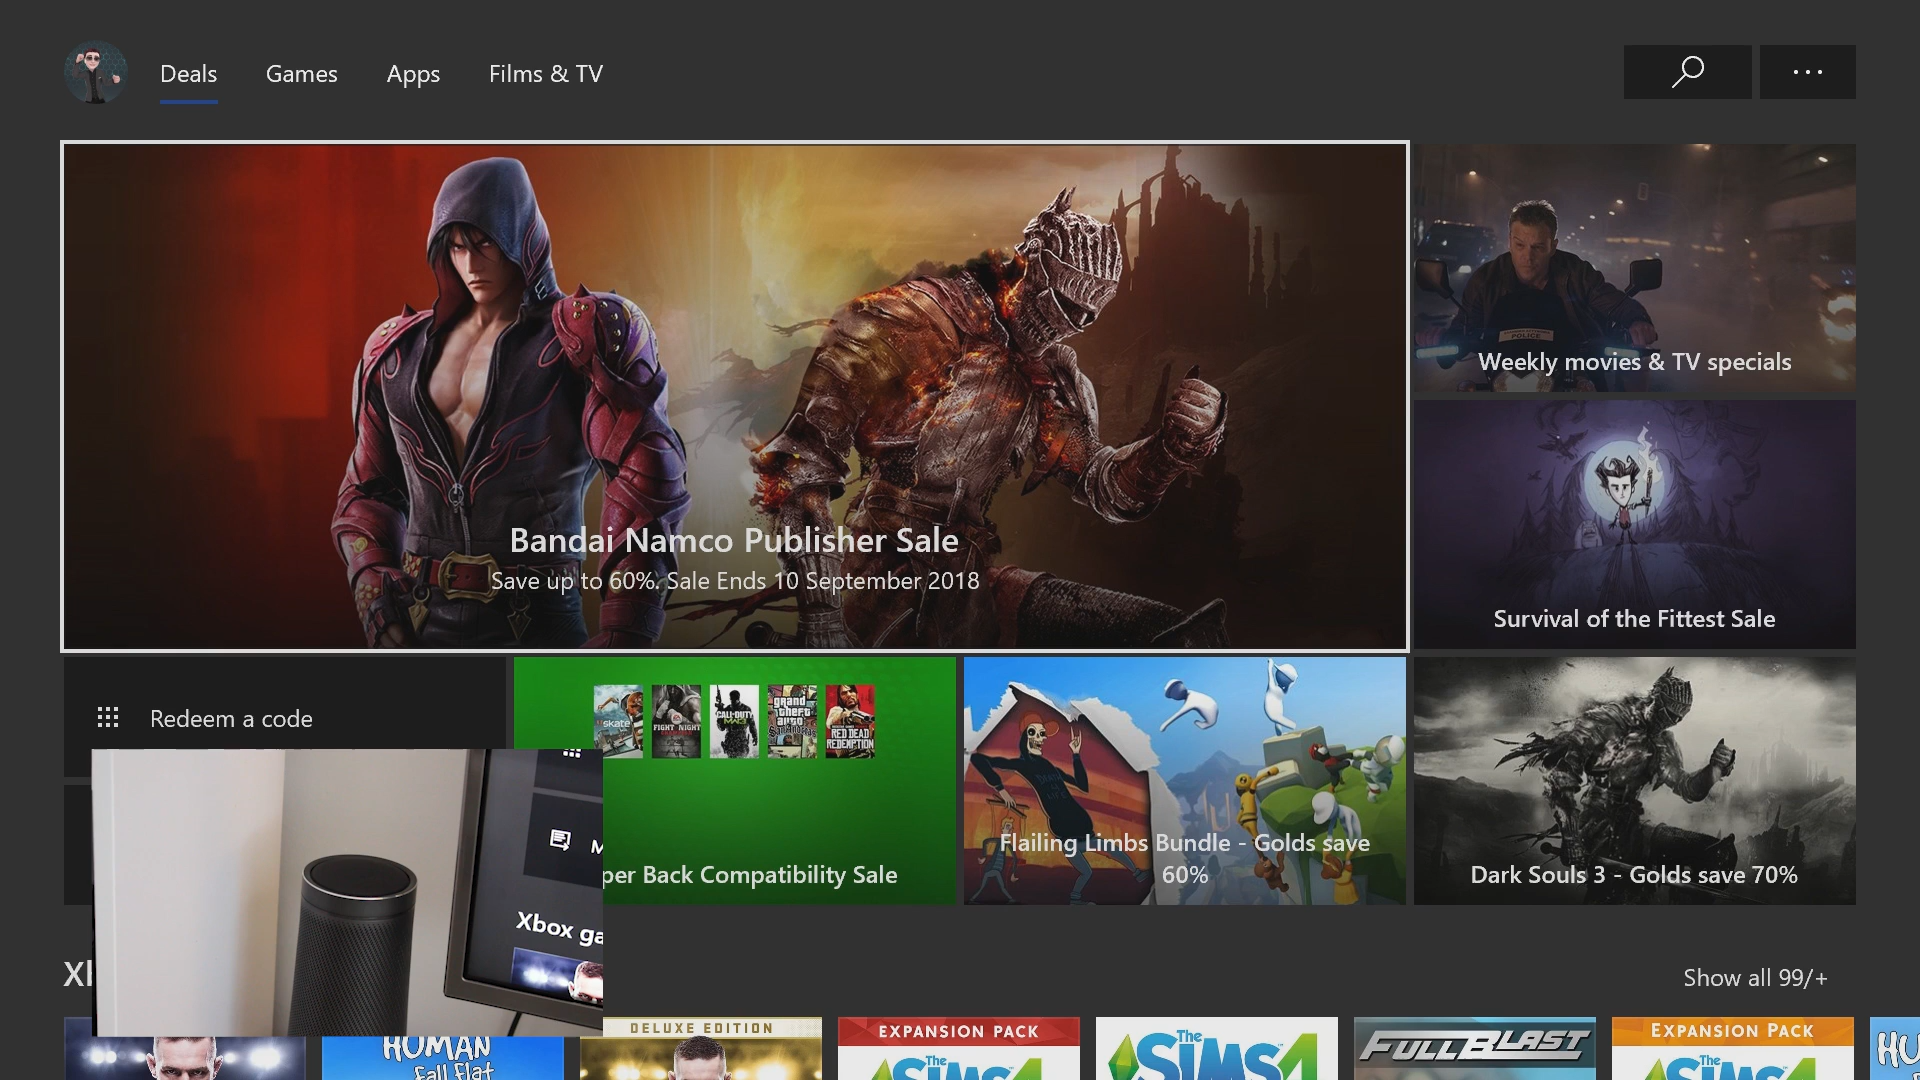 Deals
Games
Apps
Films & TV
Bandai Namco Publisher Sale
Save up to 60%. Sale Ends 10 September 2018
POLICE
Weekly movies & TV specials
Survival of the Fittest Sale
Redeem a code
skate
FIGHT NIGHT
CALL·DUTY
MW3
grand
theft
auto
RED DEAD
REDEMPTION
per Back Compatibility Sale
Flailing Limbs Bundle - Golds save
60%
Dark Souls 3 - Golds save 70%
M
Xbox ga
Xb
Show all 99/+
HUMAN
Fall Flat
DELUXE EDITION
EXPANSION PACK
The
SIMS 4
The
SIMS 4
FULLBLAST
EXPANSION PACK
The
SIMS 4
HU